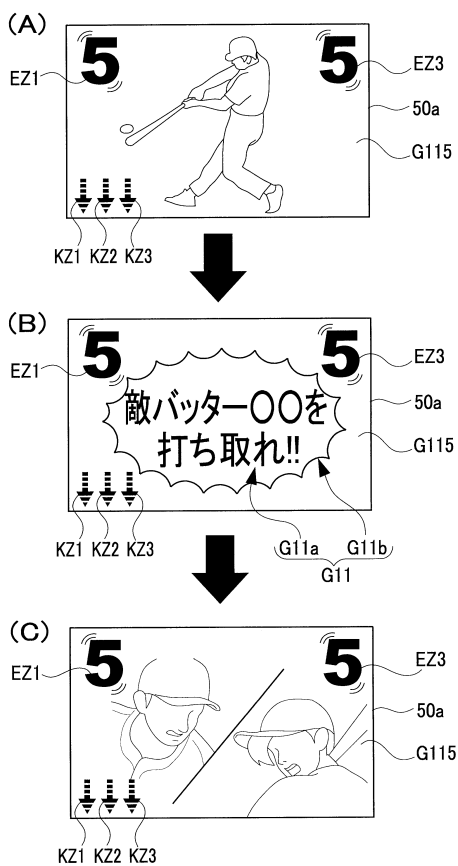 (A)
5
5
EZ1
EZ3
50a
G115
KZ1 KZ2 KZ3
(B)
5
5
EZ1
EZ3
敵バッター〇〇を
打ち取れ!!
50a
G115
KZ1 KZ2 KZ3
G11a G11b
G11
(C)
5
5
EZ1
EZ3
50a
G115
KZ1 KZ2 KZ3